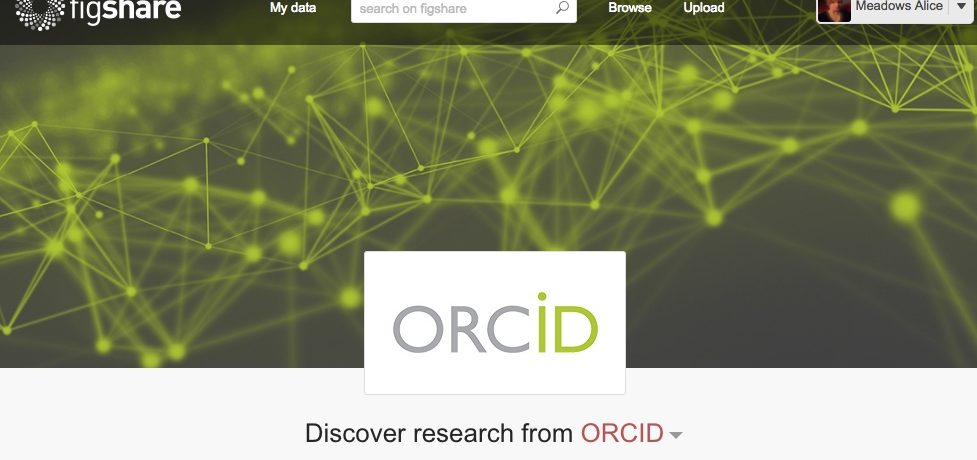 figshare
My data
search on figshare
Browse
Upload
Meadows Alice
ORCiD
Discover research from ORCID